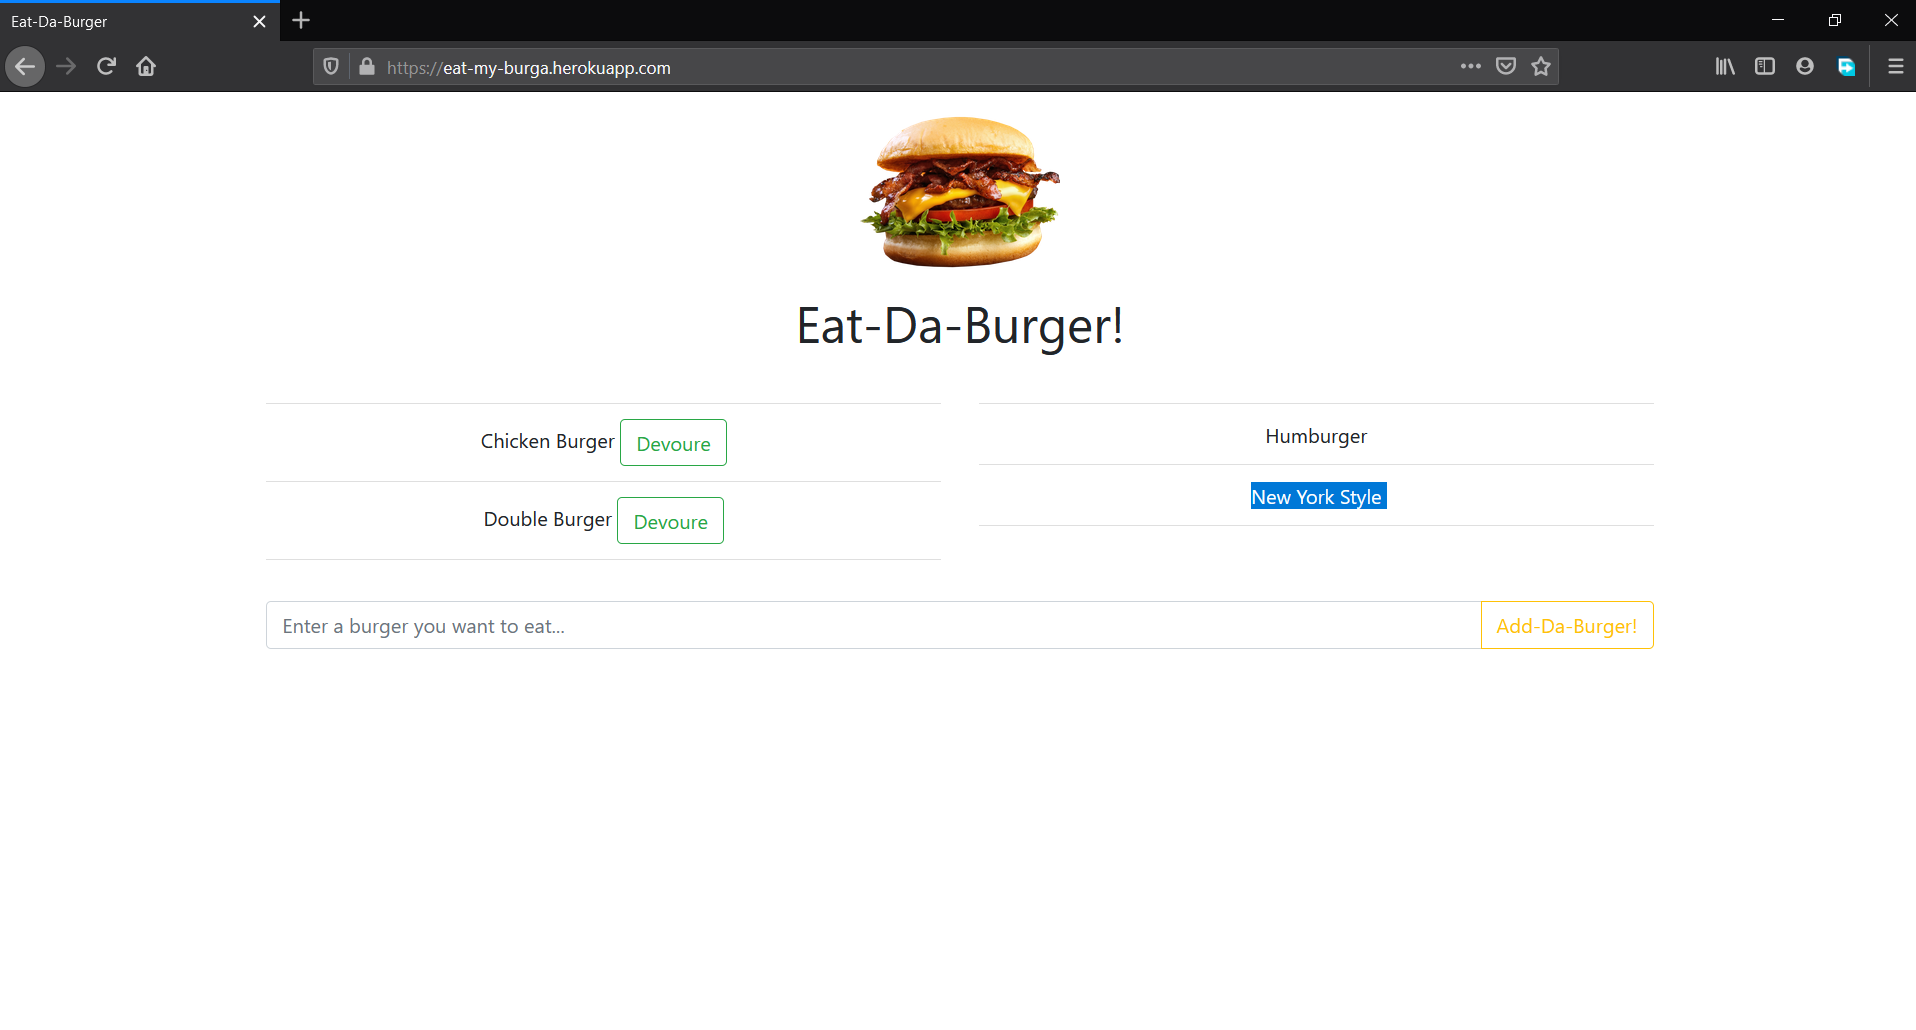 Eat-Da-Burger
https://eat-my-burga.herokuapp.com
Eat-Da-Burger!
Chicken Burger Devoure
Double Burger Devoure
Humburger
New York Style
Enter a burger you want to eat...
Add-Da-Burger!